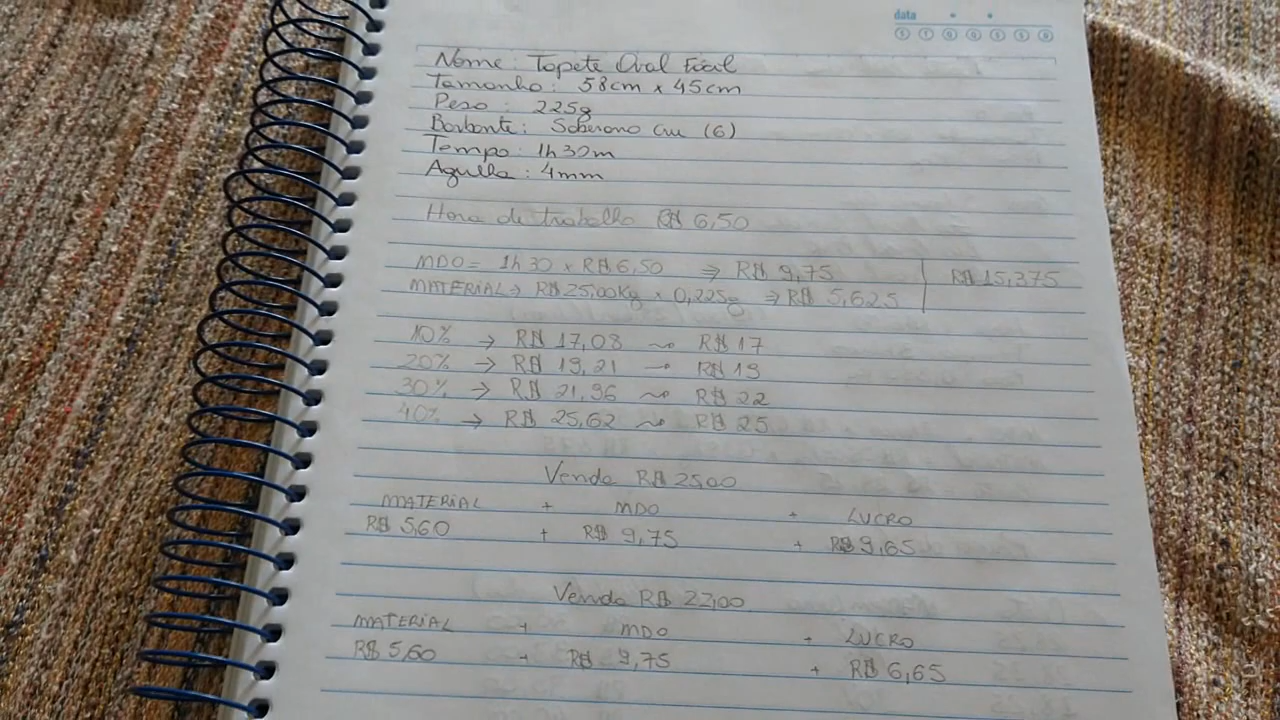 data
S T Q Q S S D
Nome: Tapete Oval Fácil
Tamanho: 58cm x 45cm
Peso: 225g
Barbante: Soberano Cru (6)
Tempo: 1h30m
Agulha: 4mm
Hora de trabalho R$ 6,50
MDO = 1h30 x R$ 6,50 ⇒ R$ 9,75 | R$ 15,375
MATERIAL → R$ 25,00Kg x 0,225g ⇒ R$ 5,625
10% → R$ 17,08 ~ R$ 17
20% → R$ 19,21 → R$ 19
30% → R$ 21,96 ~ R$ 22
40% → R$ 25,62 ~ R$ 25
Venda R$ 25,00
MATERIAL + MDO + LUCRO
R$ 5,60 + R$ 9,75 + R$ 9,65
Venda R$ 22,00
MATERIAL + MDO + LUCRO
R$ 5,60 + R$ 9,75 + R$ 6,65